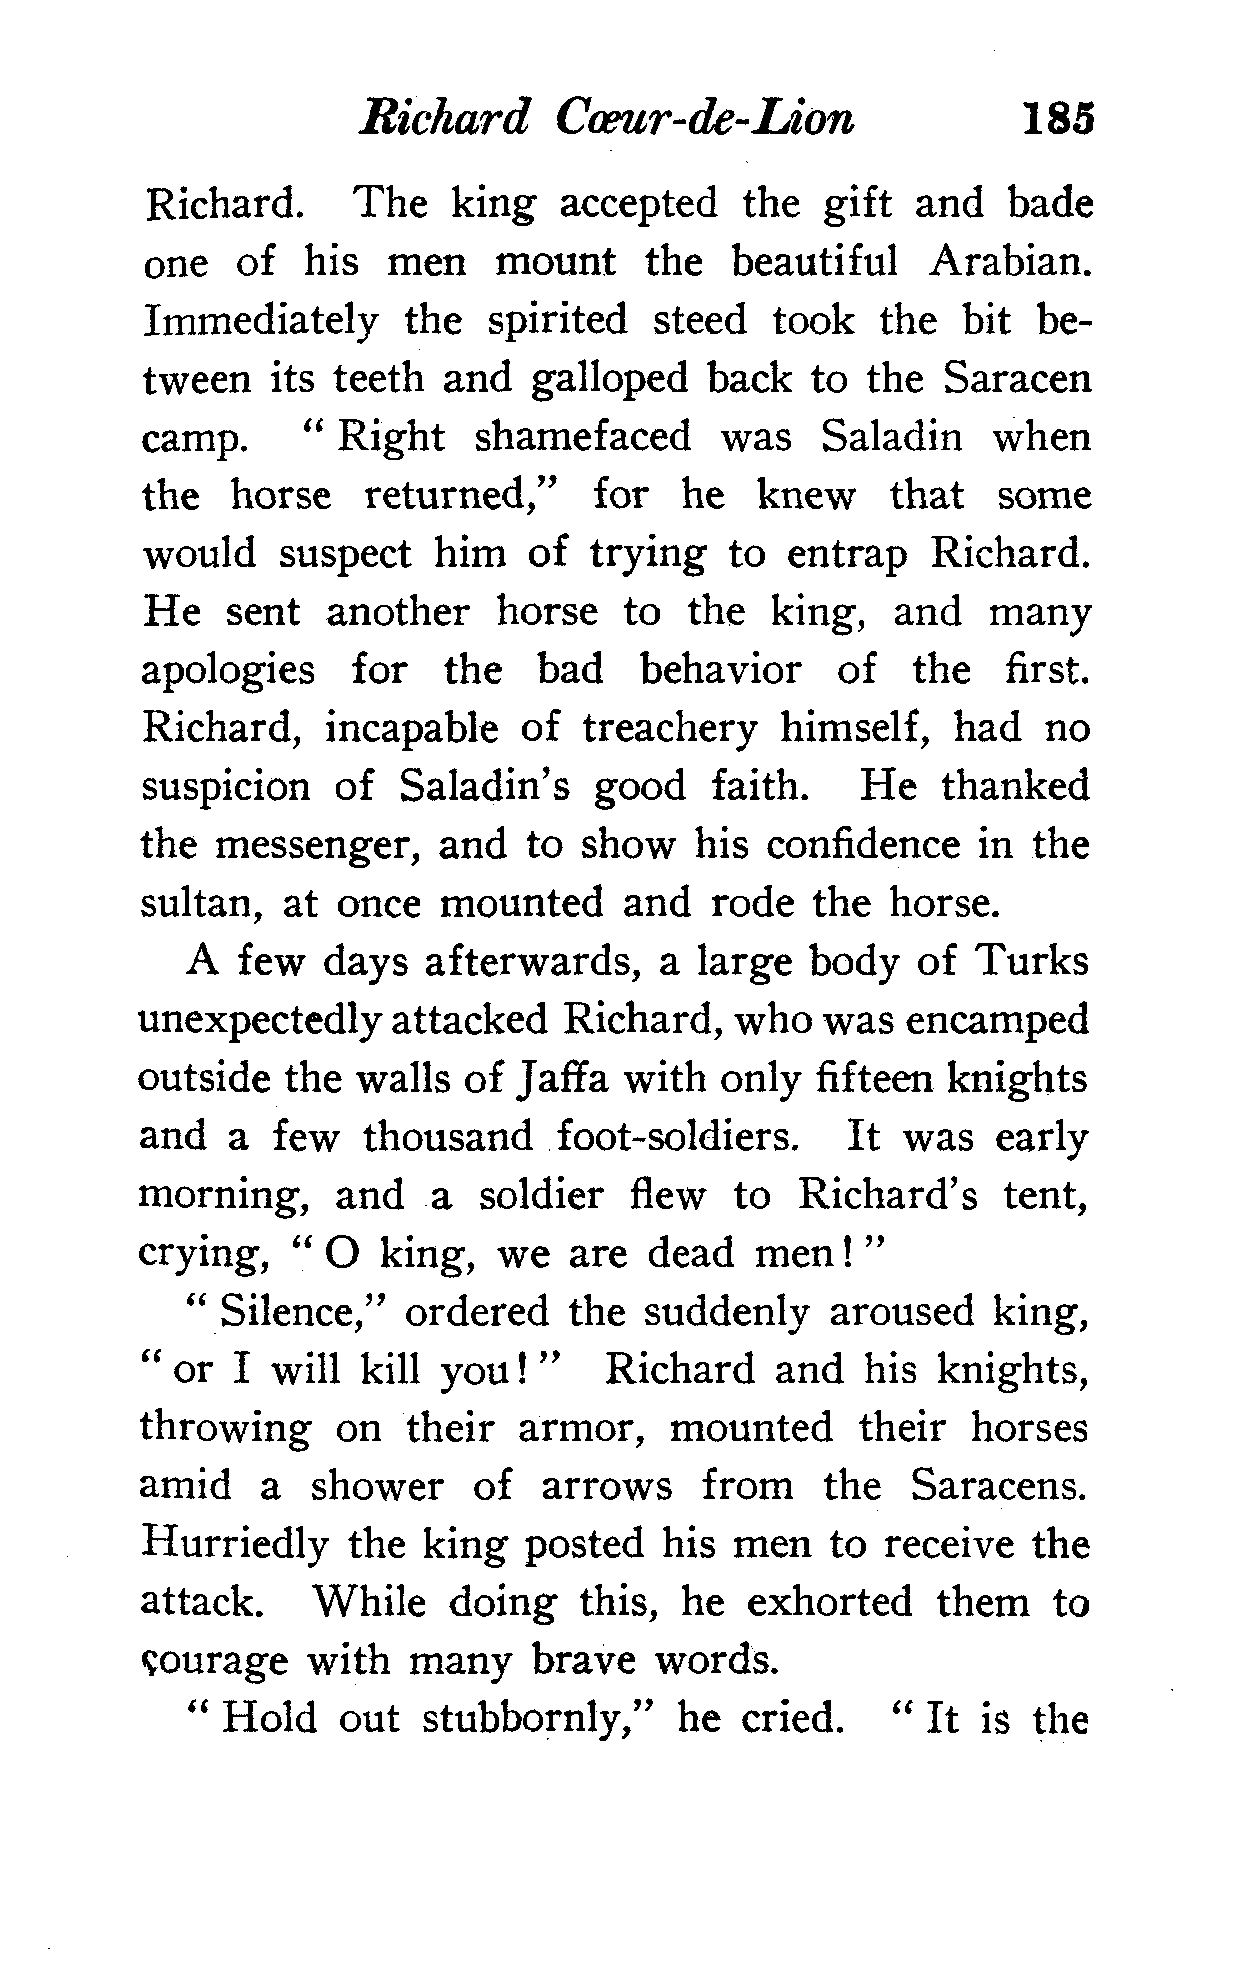 Richard Cœur-de-Lion 185
Richard. The king accepted the gift and bade
one of his men mount the beautiful Arabian.
Immediately the spirited steed took the bit be-
tween its teeth and galloped back to the Saracen
camp. " Right shamefaced was Saladin when
the horse returned," for he knew that some
would suspect him of trying to entrap Richard.
He sent another horse to the king, and many
apologies for the bad behavior of the first.
Richard, incapable of treachery himself, had no
suspicion of Saladin's good faith. He thanked
the messenger, and to show his confidence in the
sultan, at once mounted and rode the horse.
A few days afterwards, a large body of Turks
unexpectedly attacked Richard, who was encamped
outside the walls of Jaffa with only fifteen knights
and a few thousand foot-soldiers. It was early
morning, and a soldier flew to Richard's tent,
crying, " O king, we are dead men! "
" Silence," ordered the suddenly aroused king,
" or I will kill you! " Richard and his knights,
throwing on their armor, mounted their horses
amid a shower of arrows from the Saracens.
Hurriedly the king posted his men to receive the
attack. While doing this, he exhorted them to
courage with many brave words.
" Hold out stubbornly," he cried. " It is the